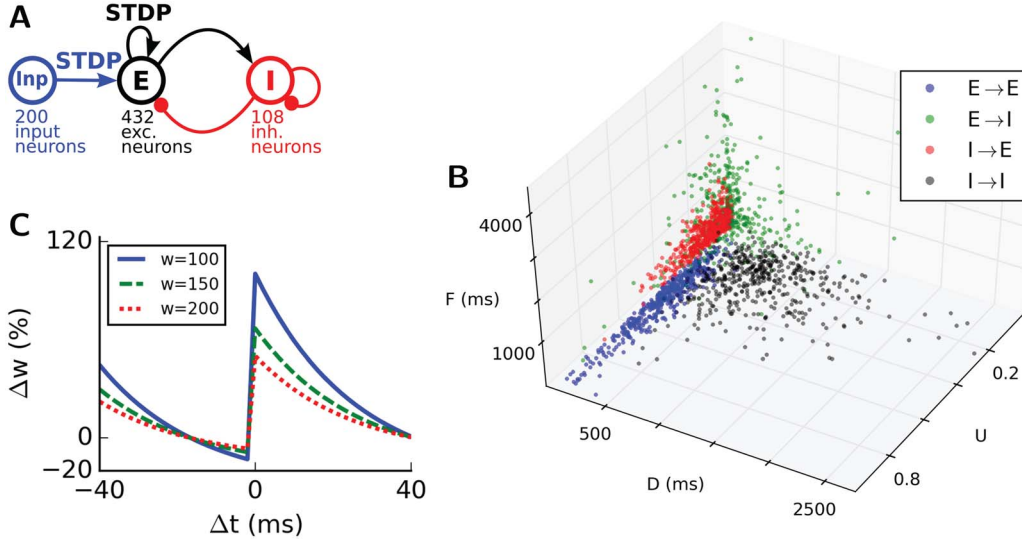 A
STDP
STDP
Inp
E
I
200
input
neurons
432
exc.
neurons
108
inh.
neurons
B
E→E
E→I
I→E
I→I
4000
F (ms)
1000
500
D (ms)
2500
0.8
U
0.2
C
120
w=100
w=150
w=200
Δw (%)
0
−20
−40
0
40
Δt (ms)